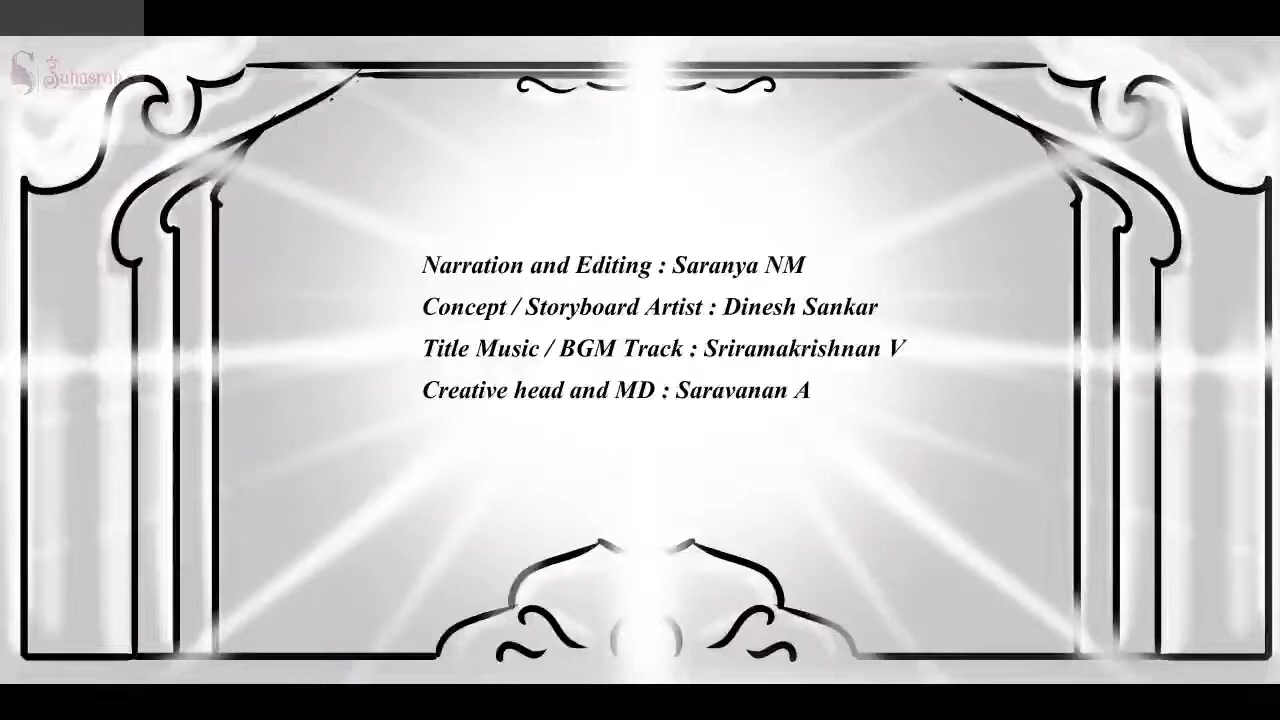 Narration and Editing : Saranya NM
Concept / Storyboard Artist : Dinesh Sankar
Title Music / BGM Track : Sriramakrishnan V
Creative head and MD : Saravanan A